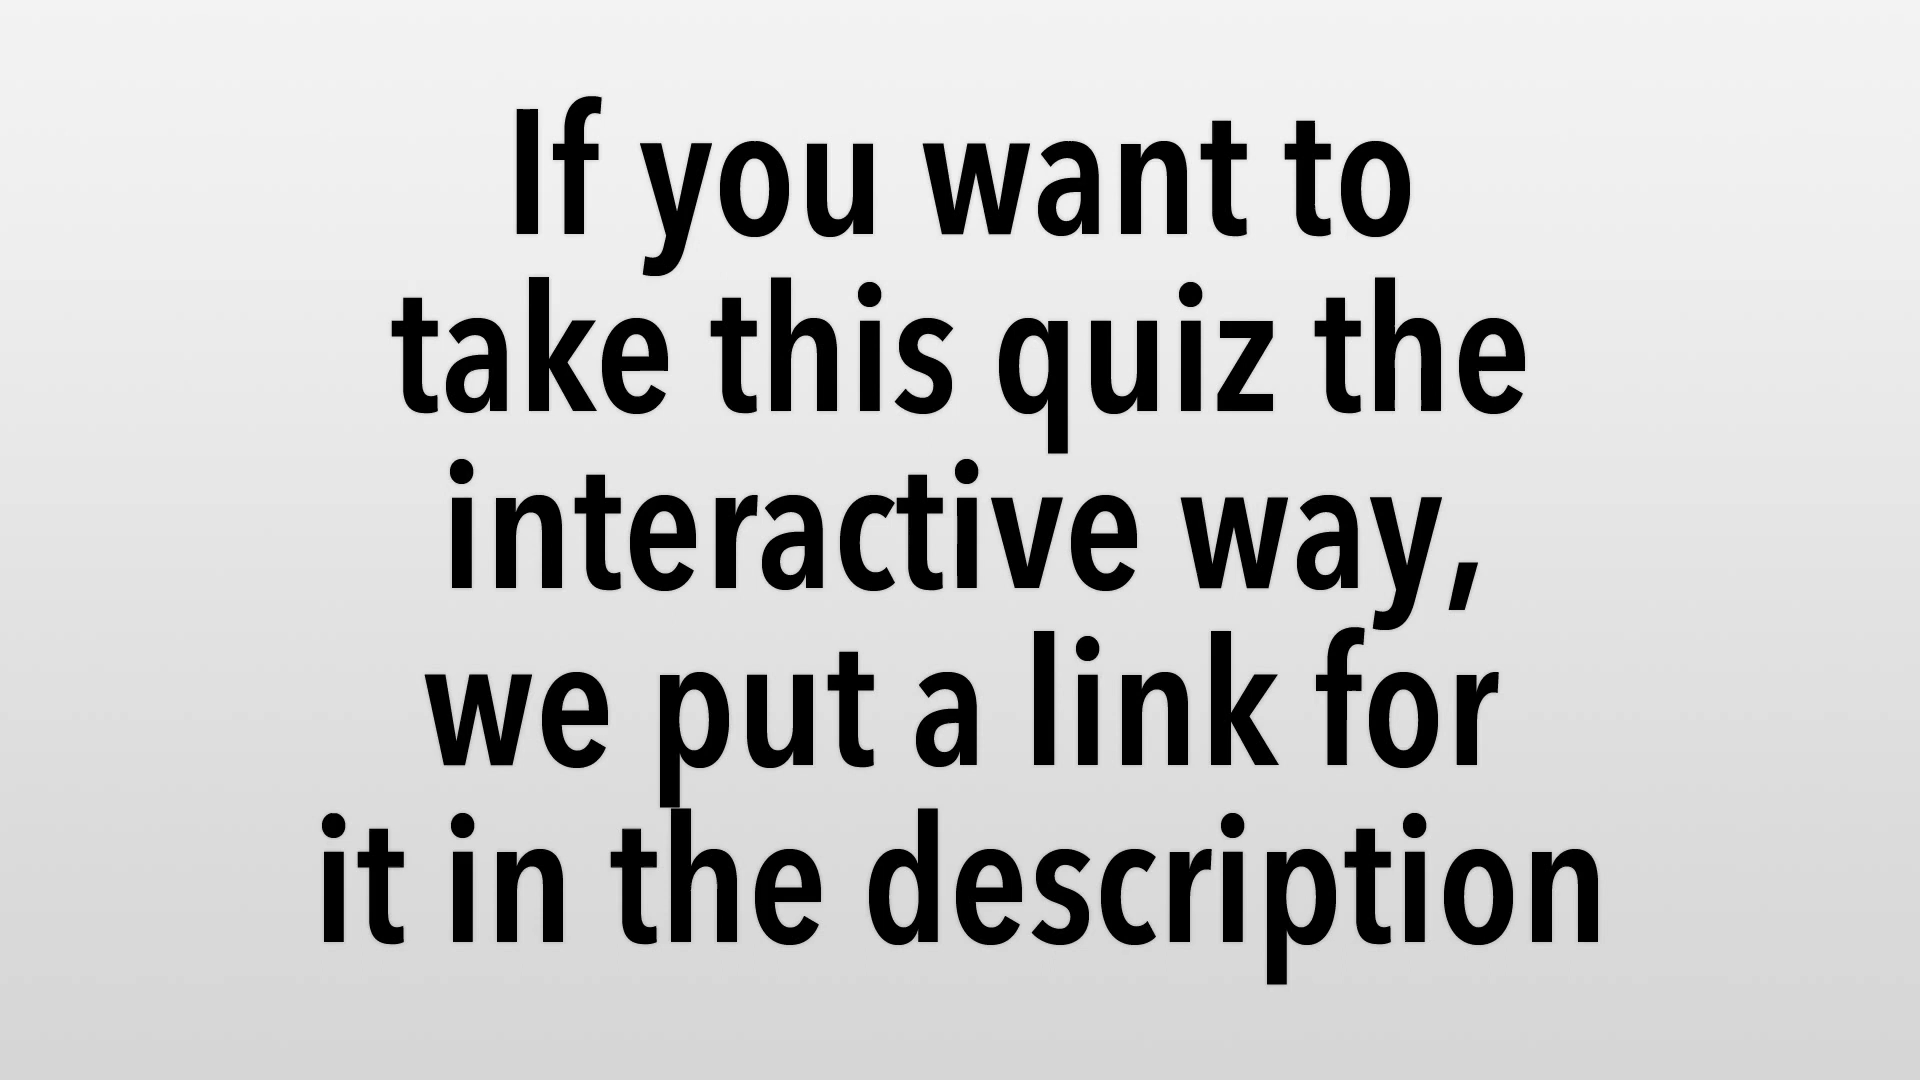 If you want to
take this quiz the
interactive way,
we put a link for
it in the description